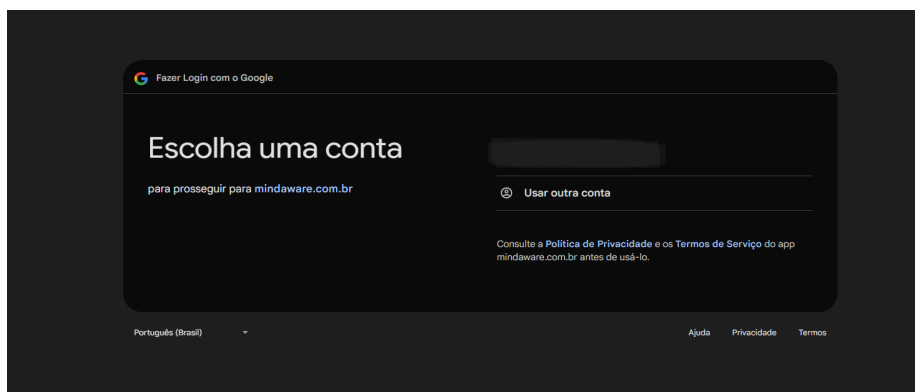 Fazer Login com o Google
Escolha uma conta
para prosseguir para mindaware.com.br
Usar outra conta
Consulte a Política de Privacidade e os Termos de Serviço do app
mindaware.com.br antes de usá-lo.
Português (Brasil)
Ajuda Privacidade Termos